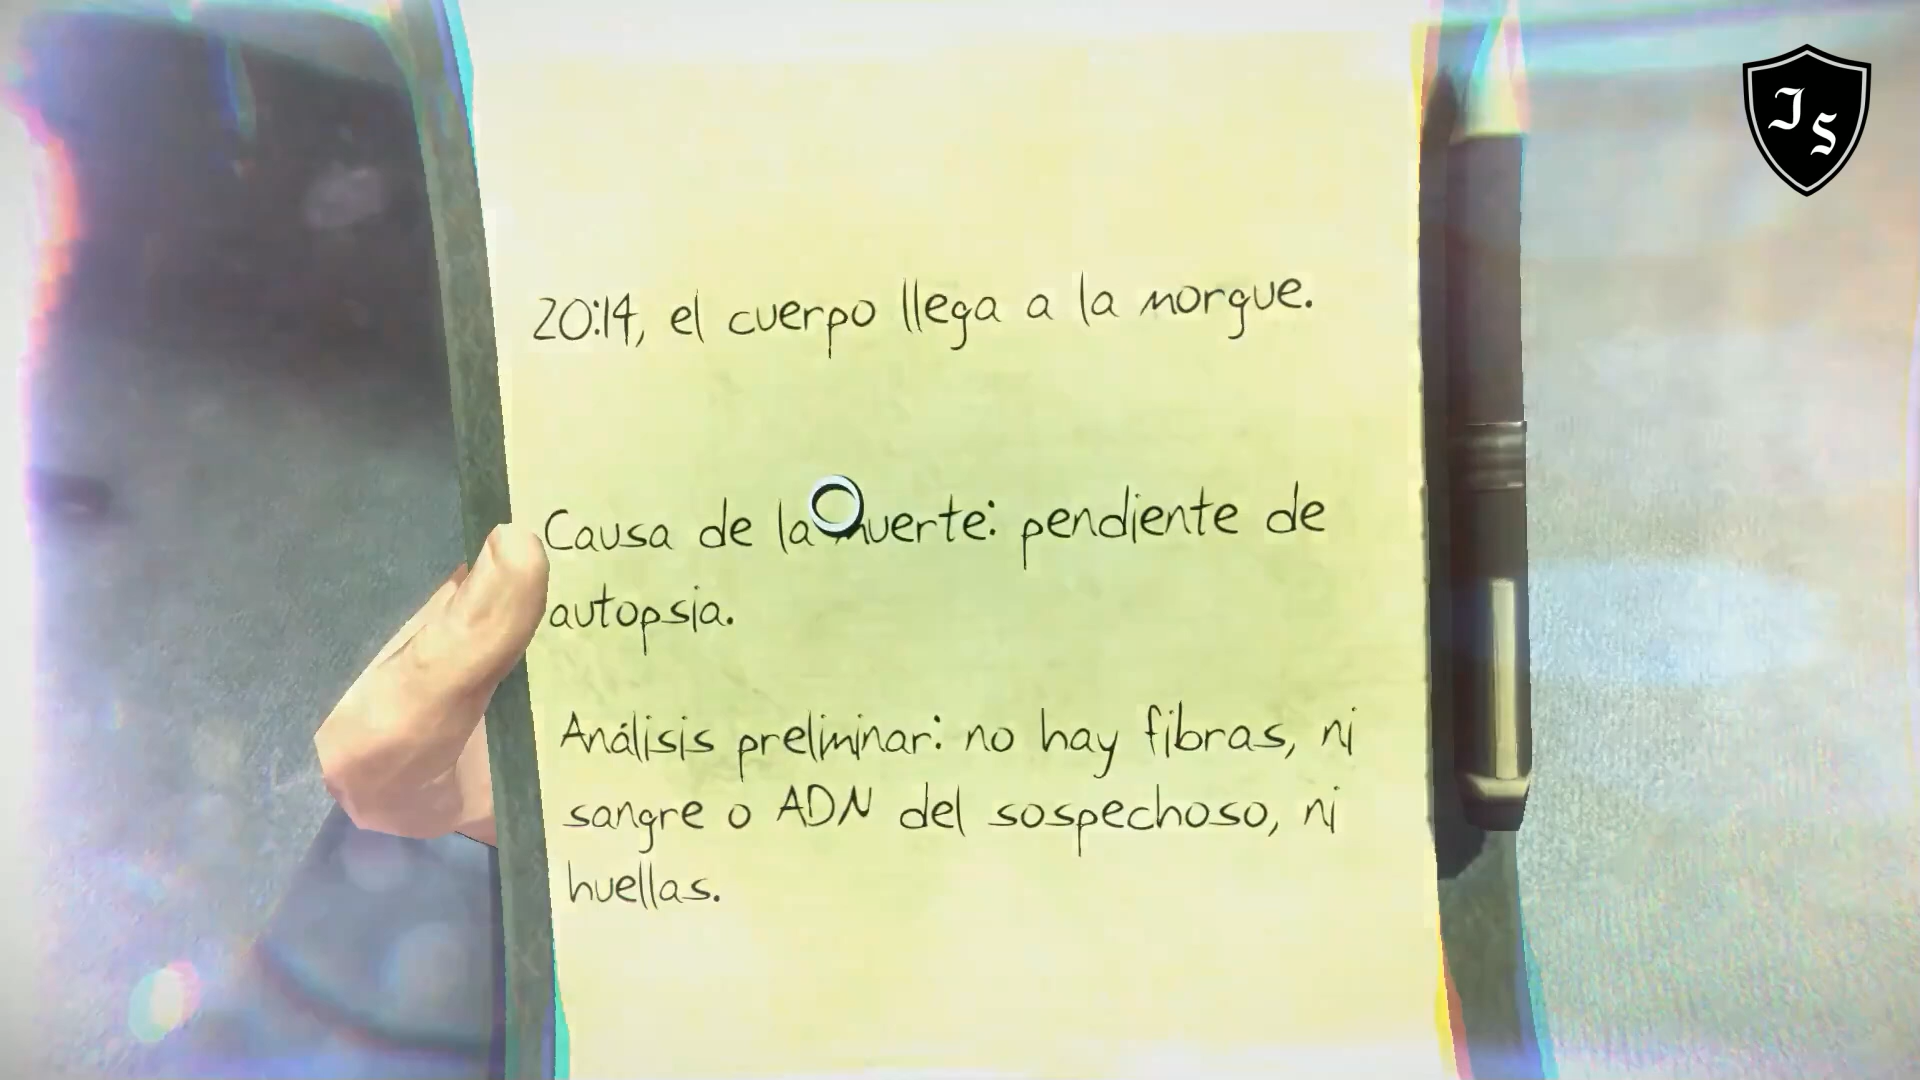 J S
20:14, el cuerpo llega a la morgue.
Causa de la muerte: pendiente de
autopsia.
Análisis preliminar: no hay fibras, ni
sangre o ADN del sospechoso, ni
huellas.